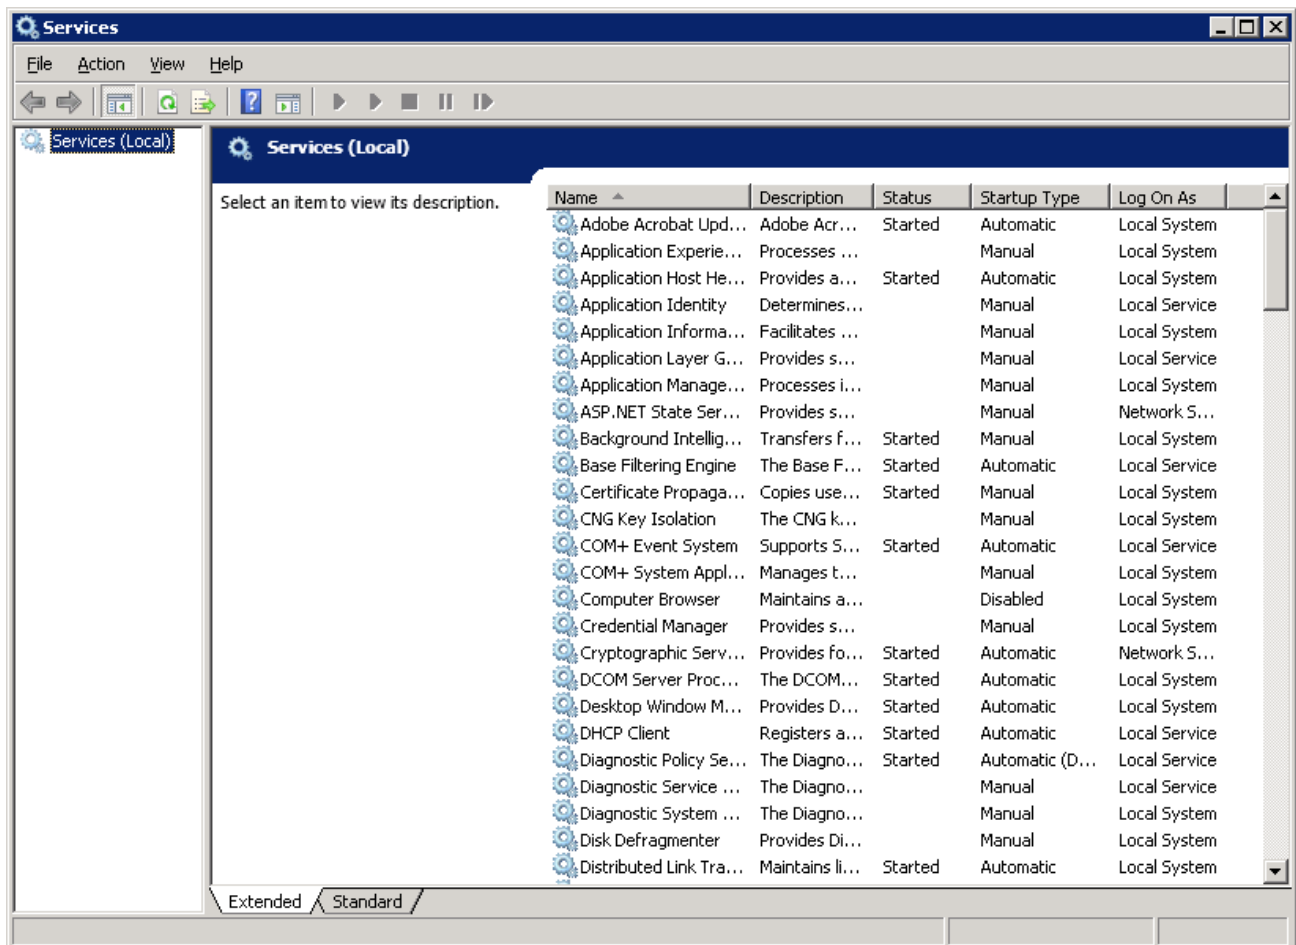 Services
File Action View Help
Services (Local)
Services (Local)
Select an item to view its description.
Name Description Status Startup Type Log On As
Adobe Acrobat Upd... Adobe Acr... Started Automatic Local System
Application Experie... Processes ... Manual Local System
Application Host He... Provides a... Started Automatic Local System
Application Identity Determines... Manual Local Service
Application Informa... Facilitates ... Manual Local System
Application Layer G... Provides s... Manual Local Service
Application Manage... Processes i... Manual Local System
ASP.NET State Ser... Provides s... Manual Network S...
Background Intellig... Transfers f... Started Manual Local System
Base Filtering Engine The Base F... Started Automatic Local Service
Certificate Propaga... Copies use... Started Manual Local System
CNG Key Isolation The CNG k... Manual Local System
COM+ Event System Supports S... Started Automatic Local Service
COM+ System Appl... Manages t... Manual Local System
Computer Browser Maintains a... Disabled Local System
Credential Manager Provides s... Manual Local System
Cryptographic Serv... Provides fo... Started Automatic Network S...
DCOM Server Proc... The DCOM... Started Automatic Local System
Desktop Window M... Provides D... Started Automatic Local System
DHCP Client Registers a... Started Automatic Local Service
Diagnostic Policy Se... The Diagno... Started Automatic (D... Local Service
Diagnostic Service ... The Diagno... Manual Local Service
Diagnostic System ... The Diagno... Manual Local System
Disk Defragmenter Provides Di... Manual Local System
Distributed Link Tra... Maintains li... Started Automatic Local System
Extended Standard